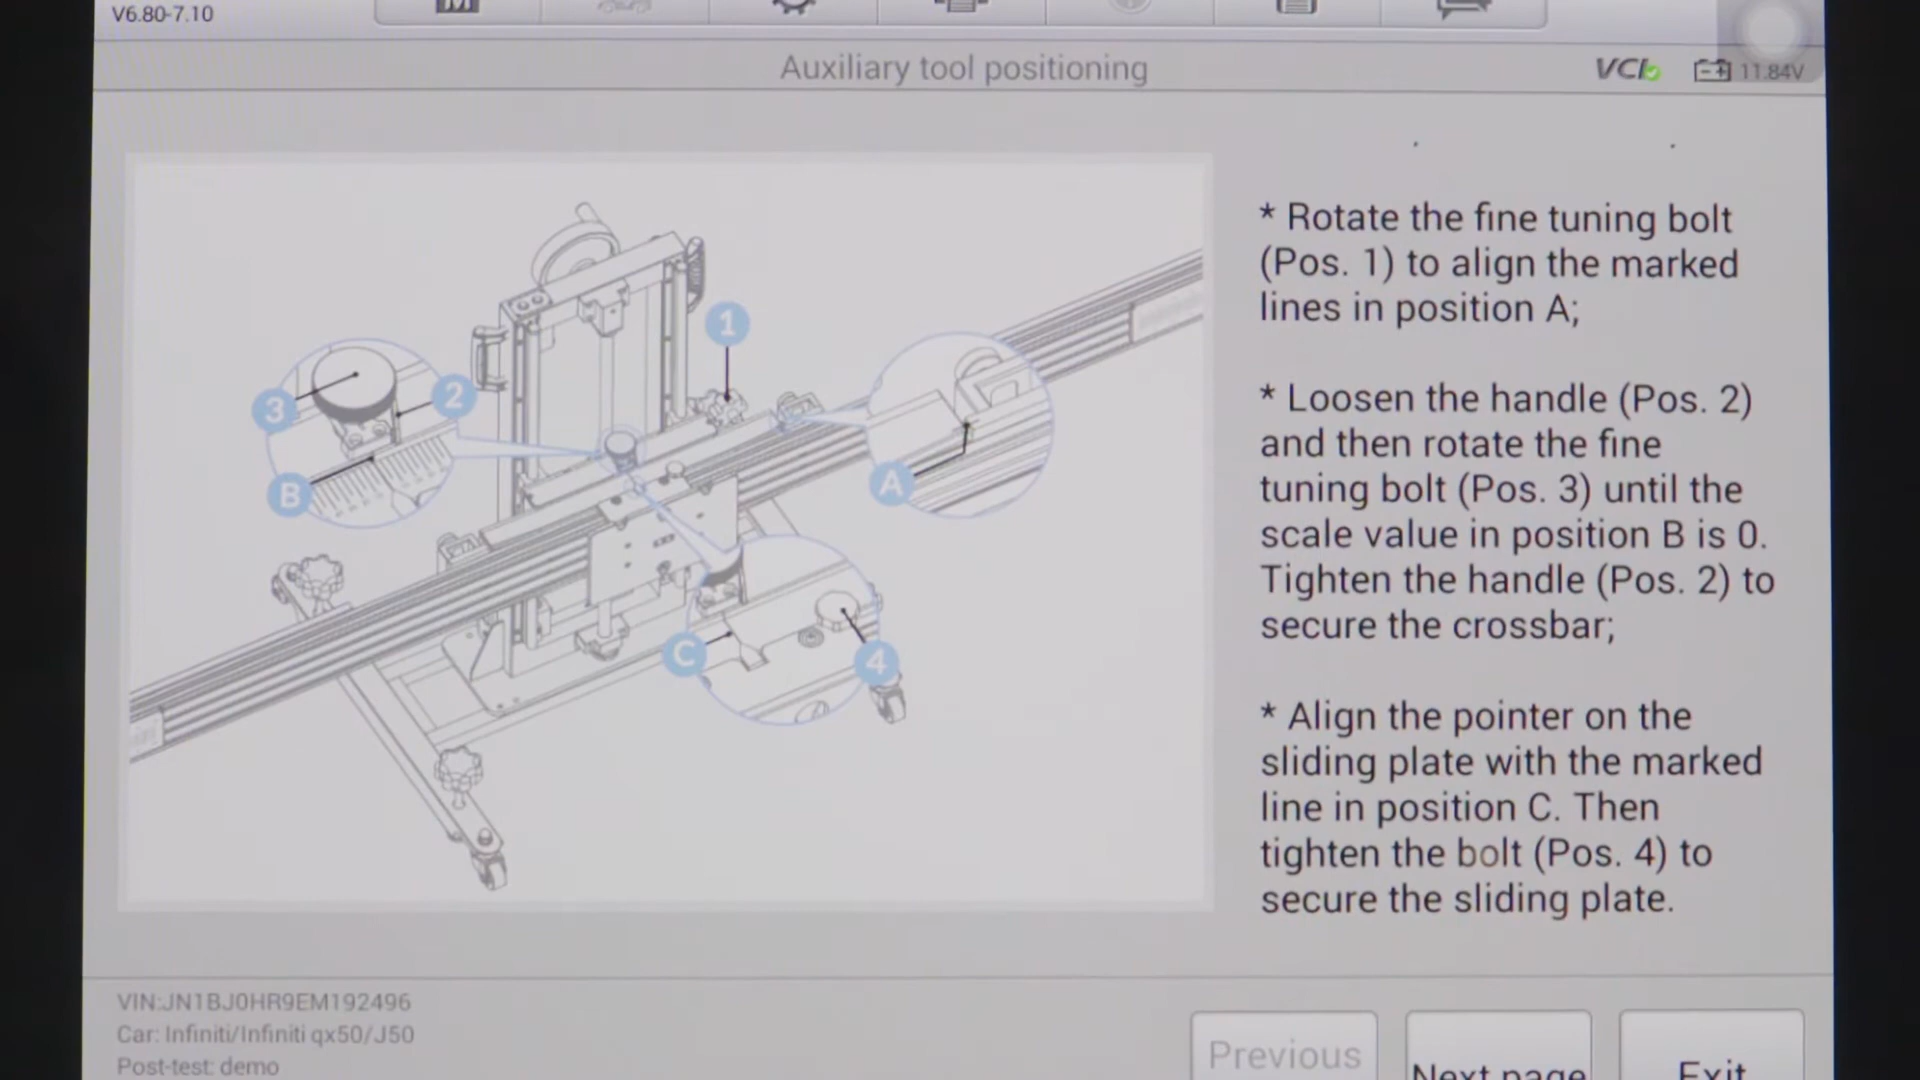 V6.80-7.10
Auxiliary tool positioning
VCI
11.84V
* Rotate the fine tuning bolt
(Pos. 1) to align the marked
lines in position A;
* Loosen the handle (Pos. 2)
and then rotate the fine
tuning bolt (Pos. 3) until the
scale value in position B is 0.
Tighten the handle (Pos. 2) to
secure the crossbar;
* Align the pointer on the
sliding plate with the marked
line in position C. Then
tighten the bolt (Pos. 4) to
secure the sliding plate.
1
2
3
B
A
C
4
VIN:JN1BJ0HR9EM192496
Car: Infiniti/Infiniti qx50/J50
Post-test: demo
Previous
Next page
Exit